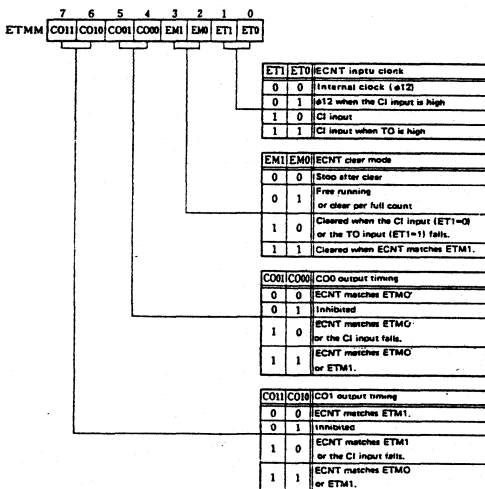 7 6 5 4 3 2 1 0
ETMM CO11 CO10 CO01 CO00 EM1 EM0 ET1 ET0
ET1 ET0 ECNT inptu clock
0 0 Internal clock (φ12)
0 1 φ12 when the CI input is high
1 0 CI input
1 1 CI input when TO is high
EM1 EM0 ECNT clear mode
0 0 Stop after clear
0 1 Free running
or clear per full count
1 0 Cleared when the CI input (ET1=0)
or the TO input (ET1=1) falls.
1 1 Cleared when ECNT matches ETM1.
CO01 CO00 CO0 output timing
0 0 ECNT matches ETMO
0 1 Inhibited
1 0 ECNT matches ETMO
or the CI input falls.
1 1 ECNT matches ETMO
or ETM1.
CO11 CO10 CO1 output timing
0 0 ECNT matches ETM1.
0 1 Inhibited
1 0 ECNT matches ETM1
or the CI input falls.
1 1 ECNT matches ETMO
or ETM1.